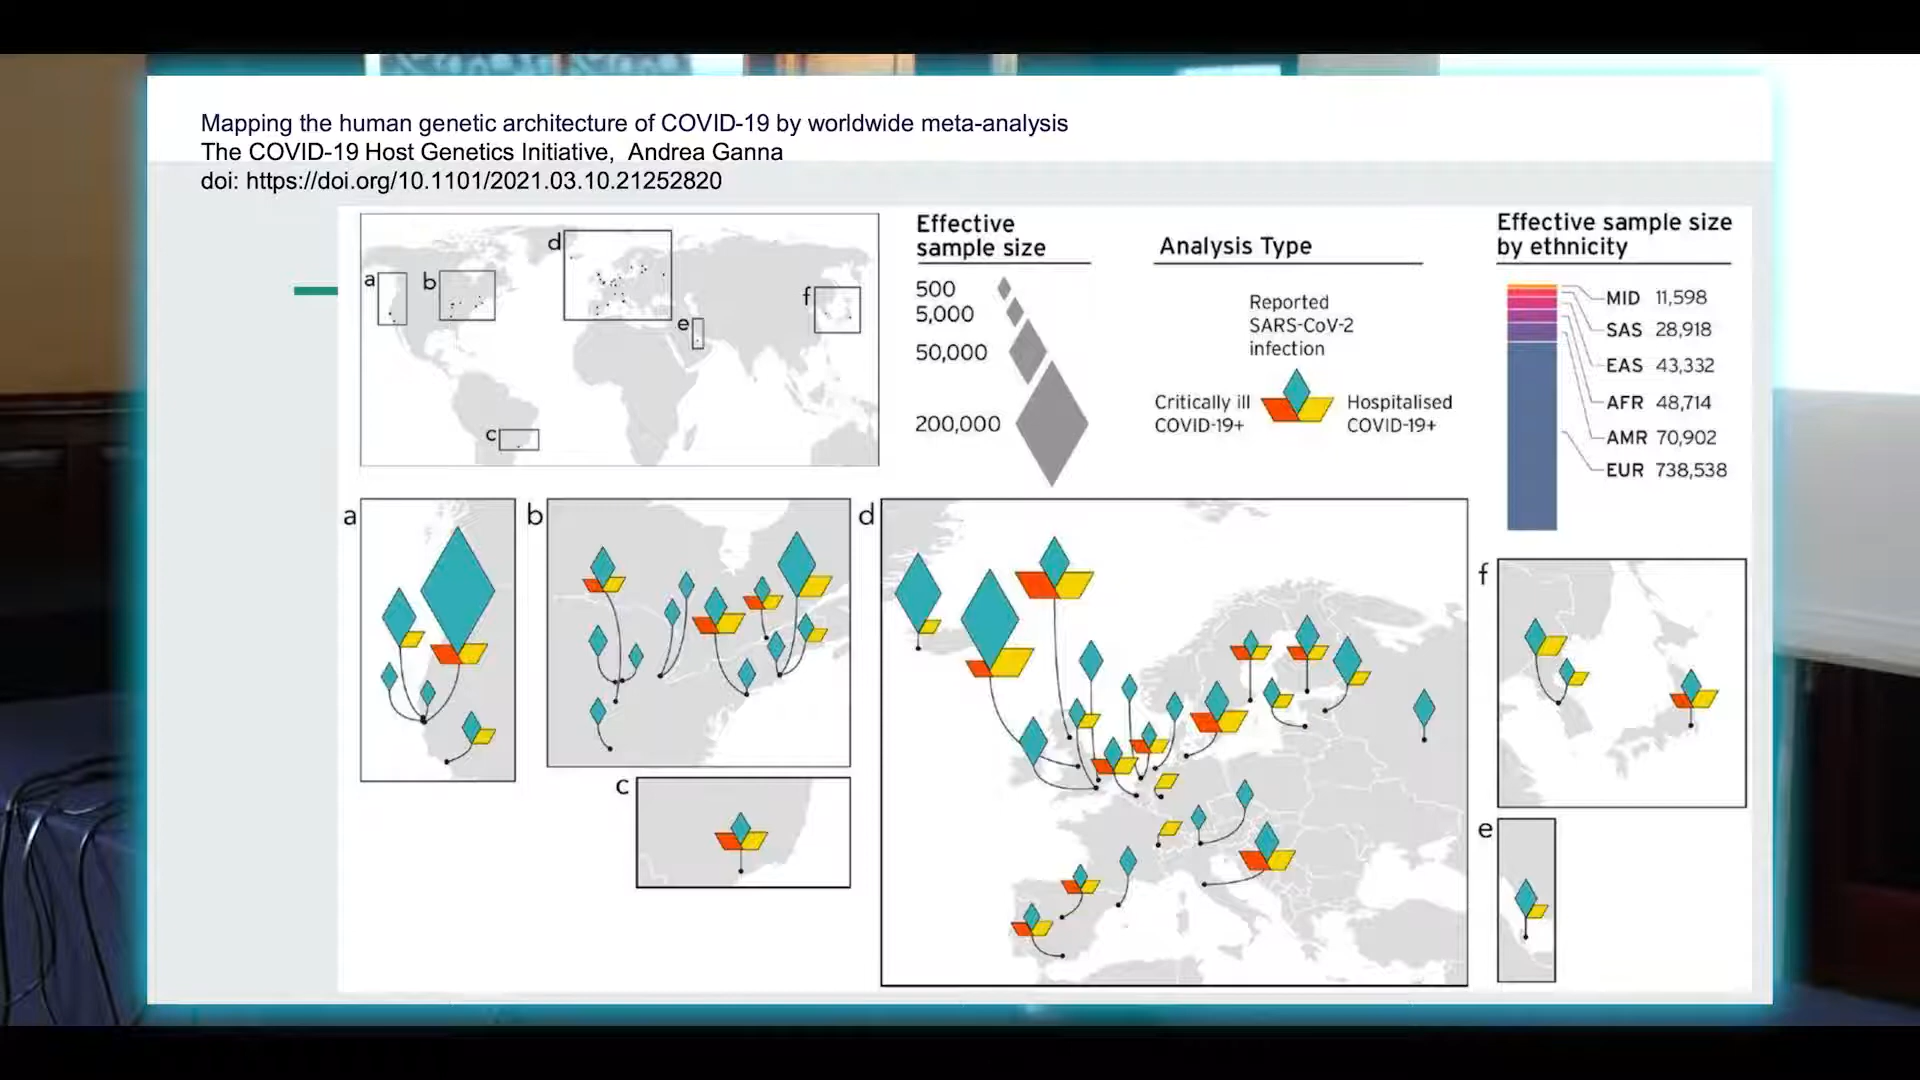 Mapping the human genetic architecture of COVID-19 by worldwide meta-analysis
The COVID-19 Host Genetics Initiative, Andrea Ganna
doi: https://doi.org/10.1101/2021.03.10.21252820
a
b
c
d
e
f
Effective
sample size
500
5,000
50,000
200,000
Analysis Type
Reported
SARS-CoV-2
infection
Critically ill
COVID-19+
Hospitalised
COVID-19+
Effective sample size
by ethnicity
MID 11,598
SAS 28,918
EAS 43,332
AFR 48,714
AMR 70,902
EUR 738,538
a
b
c
d
f
e